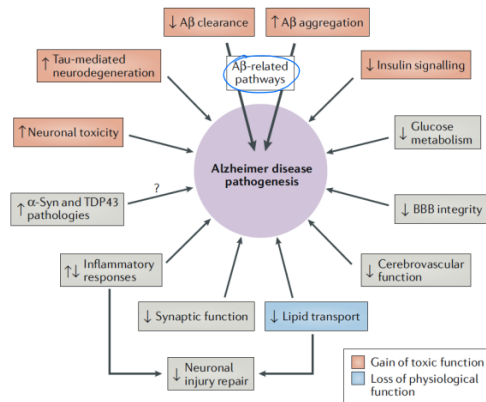 ↓ Aβ clearance
↑ Aβ aggregation
↑ Tau-mediated
neurodegeneration
Aβ-related
pathways
↓ Insulin signalling
↑ Neuronal toxicity
↓ Glucose
metabolism
Alzheimer disease
pathogenesis
?
↑ α-Syn and TDP43
pathologies
↓ BBB integrity
↑↓ Inflammatory
responses
↓ Cerebrovascular
function
↓ Synaptic function
↓ Lipid transport
↓ Neuronal
injury repair
Gain of toxic function
Loss of physiological
function